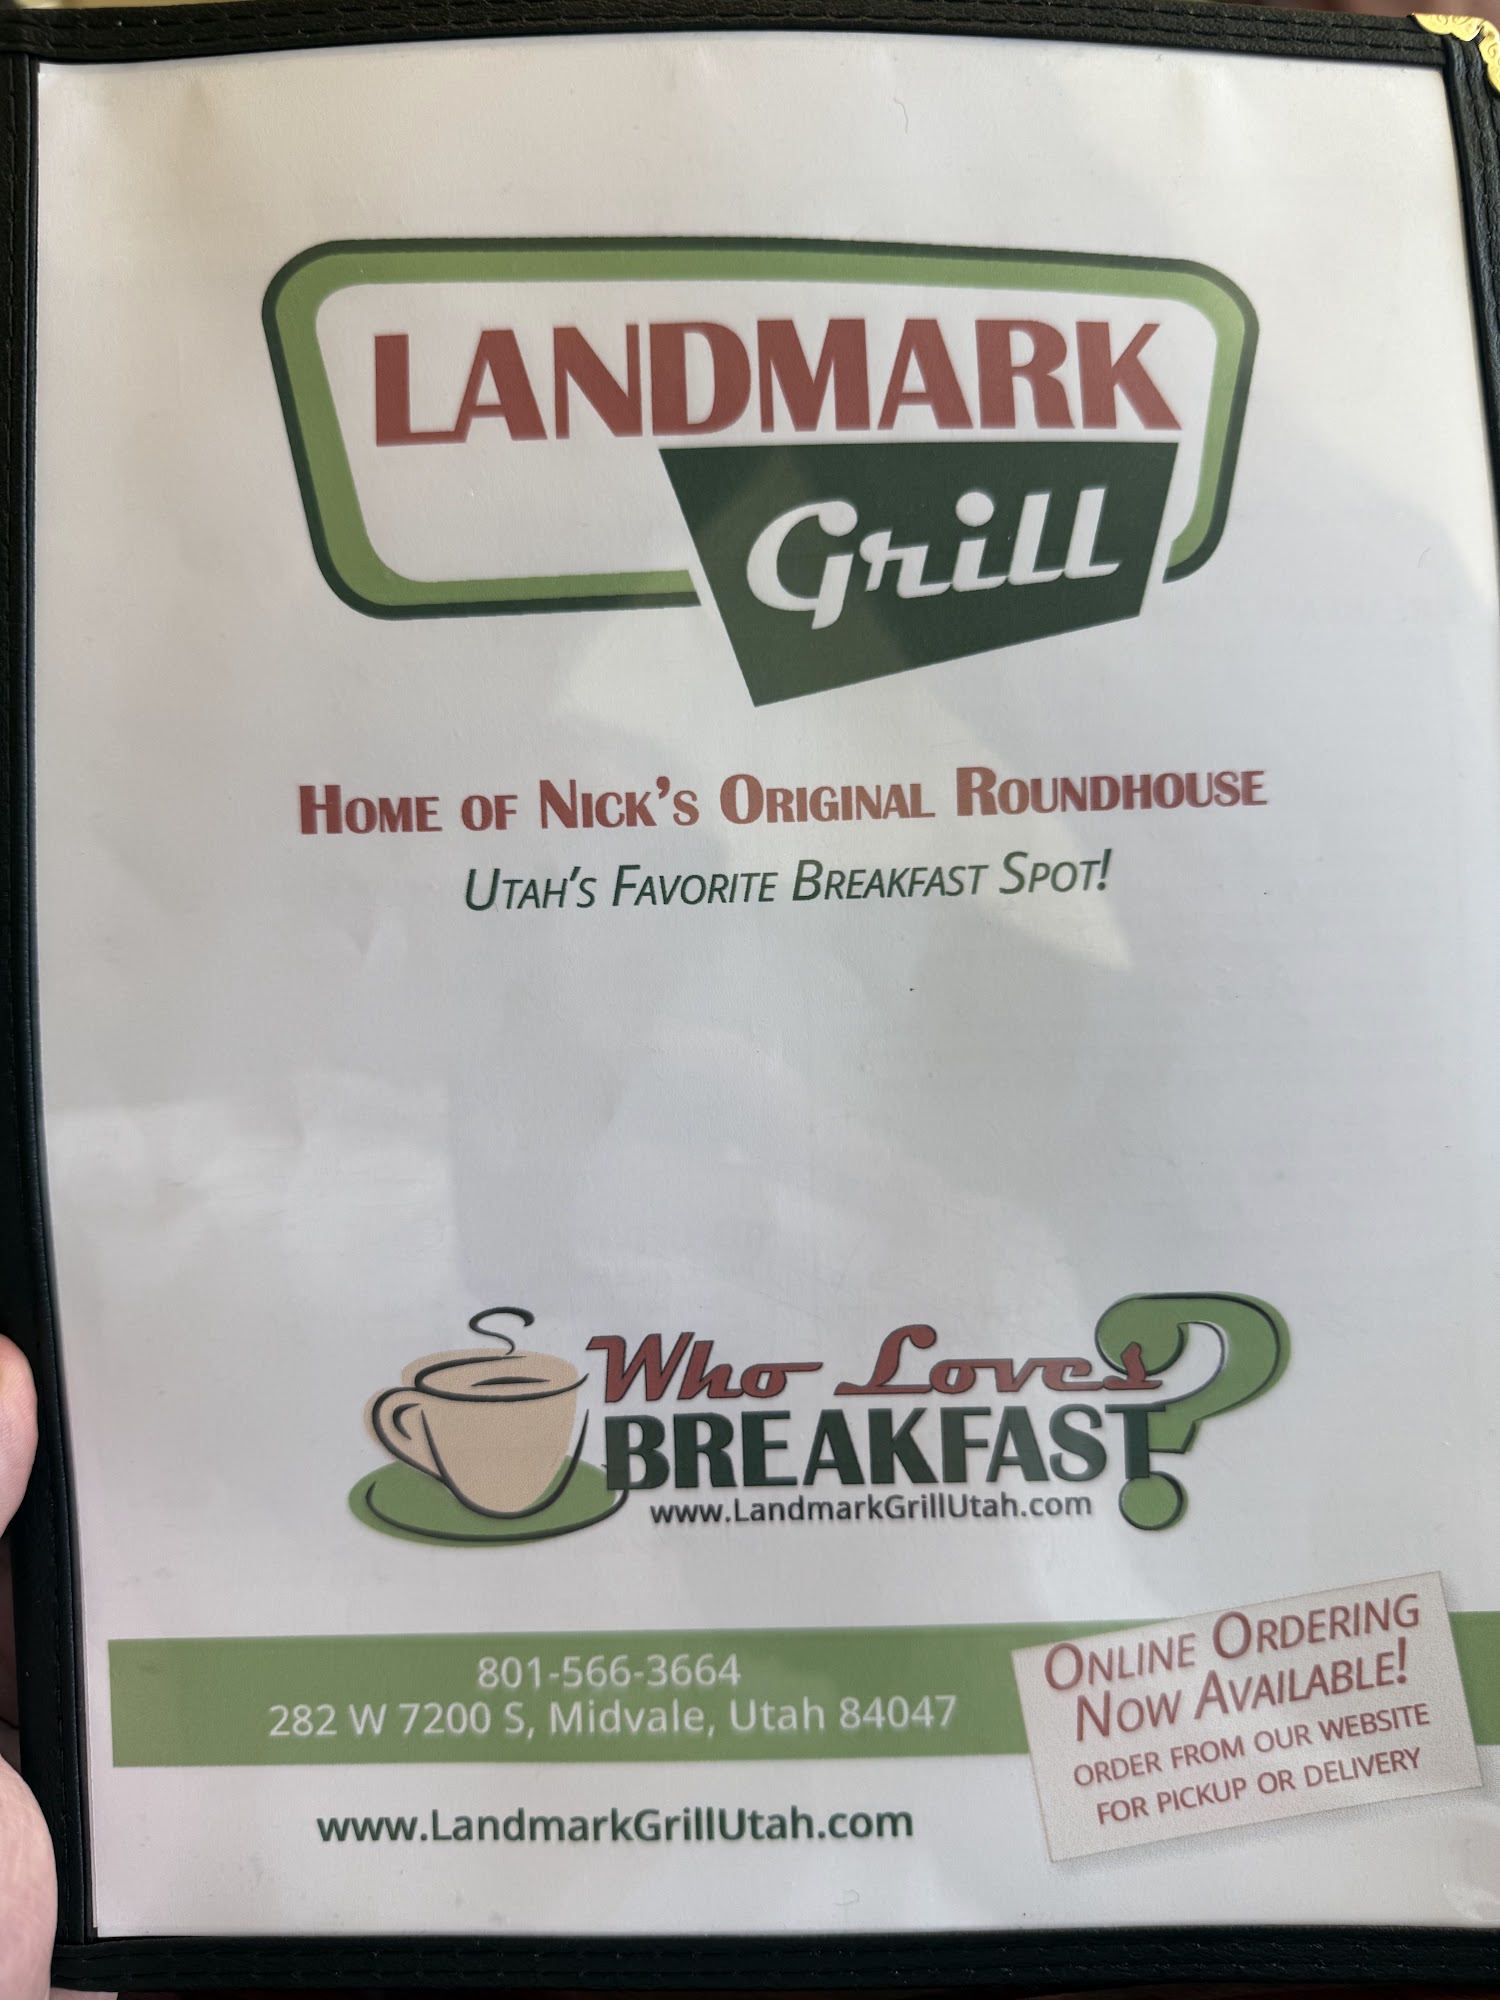 LANDMARK
Grill
HOME OF NICK'S ORIGINAL ROUNDHOUSE
UTAH'S FAVORITE BREAKFAST SPOT!
Who Loves
BREAKFAST?
www.LandmarkGrillUtah.com
801-566-3664
282 W 7200 S, Midvale, Utah 84047
www.LandmarkGrillUtah.com
ONLINE ORDERING
NOW AVAILABLE!
ORDER FROM OUR WEBSITE
FOR PICKUP OR DELIVERY